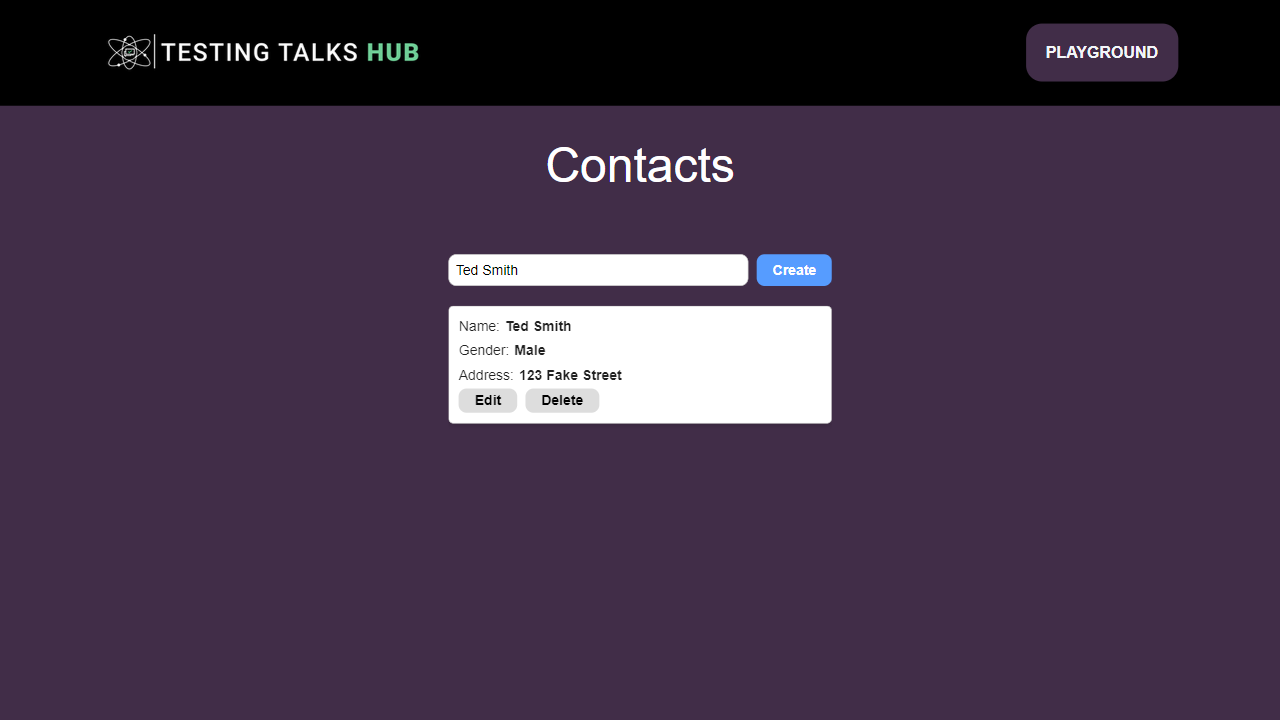 TESTING TALKS HUB
PLAYGROUND
Contacts
Ted Smith
Create
Name: Ted Smith
Gender: Male
Address: 123 Fake Street
Edit Delete